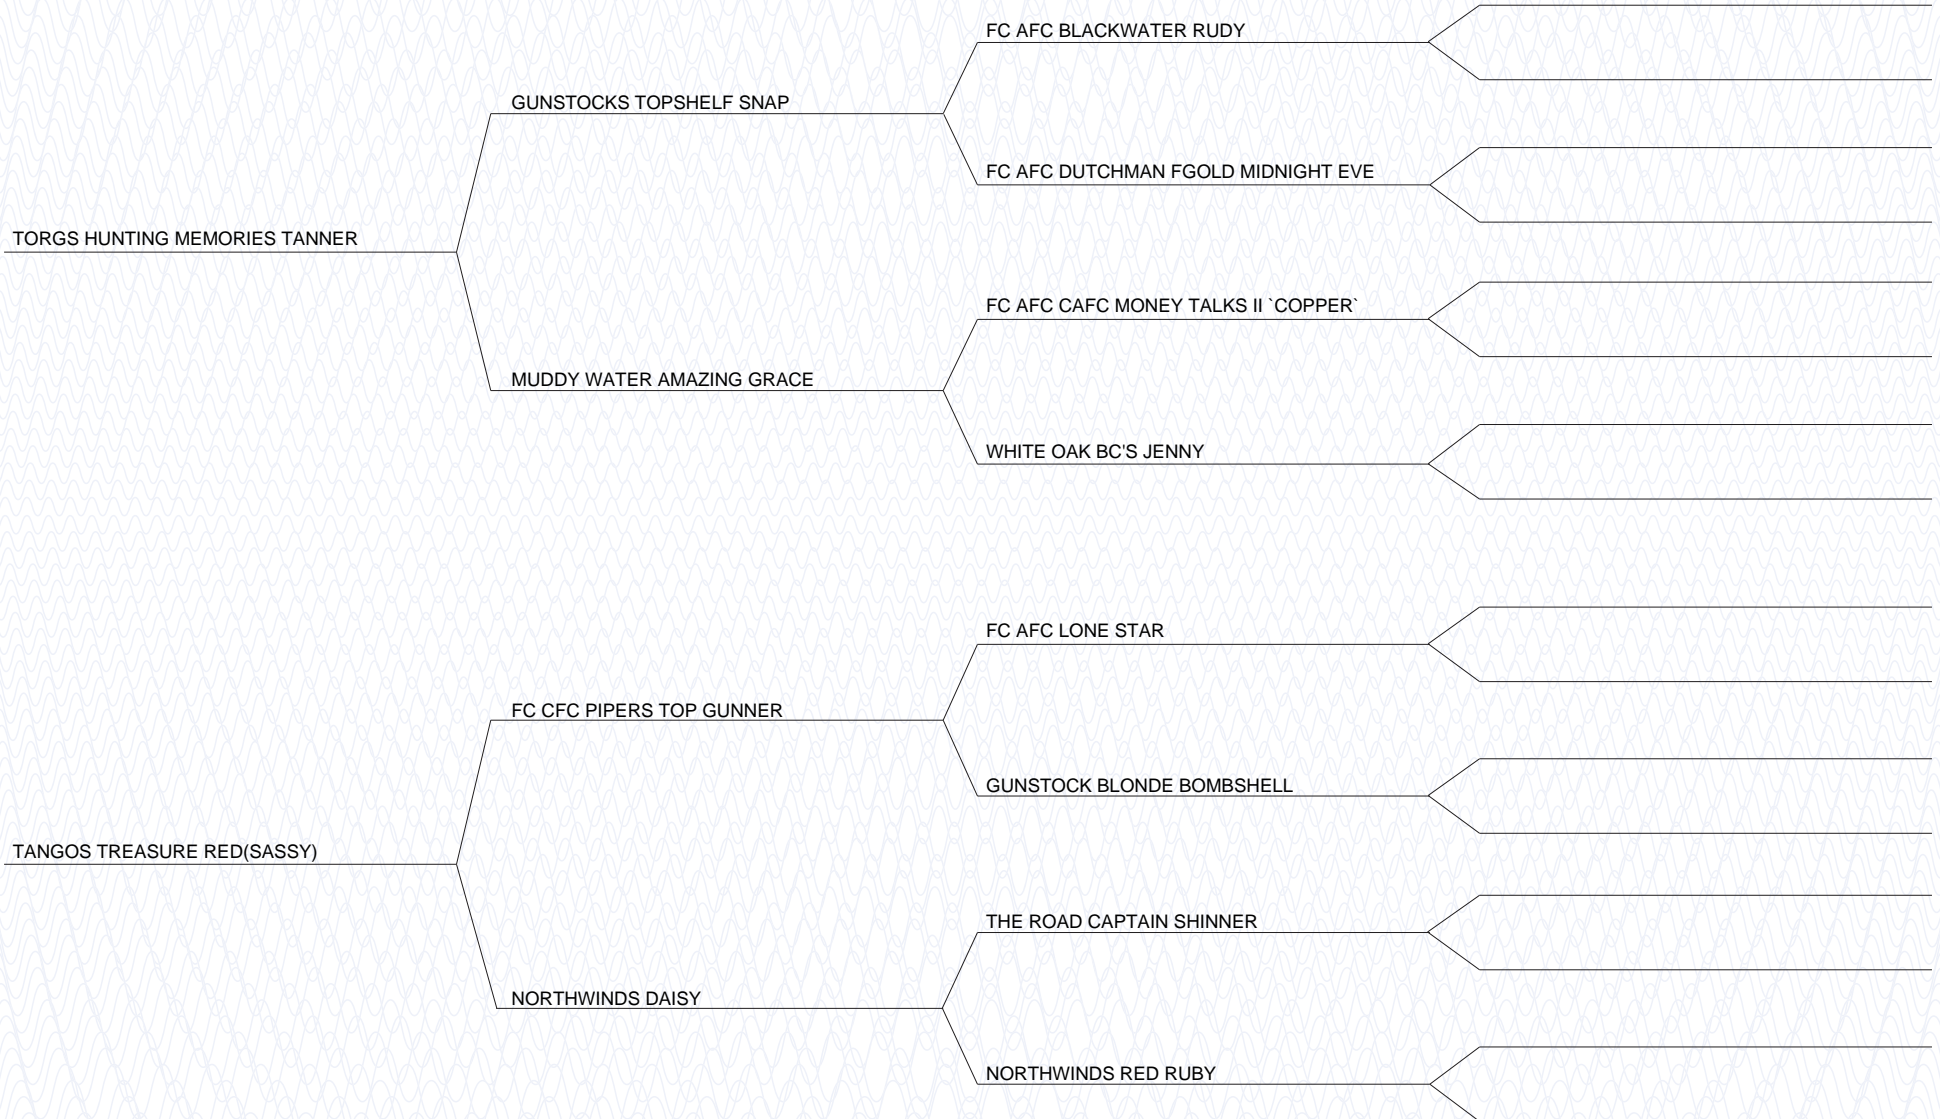 FC AFC BLACKWATER RUDY
GUNSTOCKS TOPSHELF SNAP
FC AFC DUTCHMAN FGOLD MIDNIGHT EVE
TORGS HUNTING MEMORIES TANNER
FC AFC CAFC MONEY TALKS II `COPPER`
MUDDY WATER AMAZING GRACE
WHITE OAK BC'S JENNY
FC AFC LONE STAR
FC CFC PIPERS TOP GUNNER
GUNSTOCK BLONDE BOMBSHELL
TANGOS TREASURE RED(SASSY)
THE ROAD CAPTAIN SHINNER
NORTHWINDS DAISY
NORTHWINDS RED RUBY